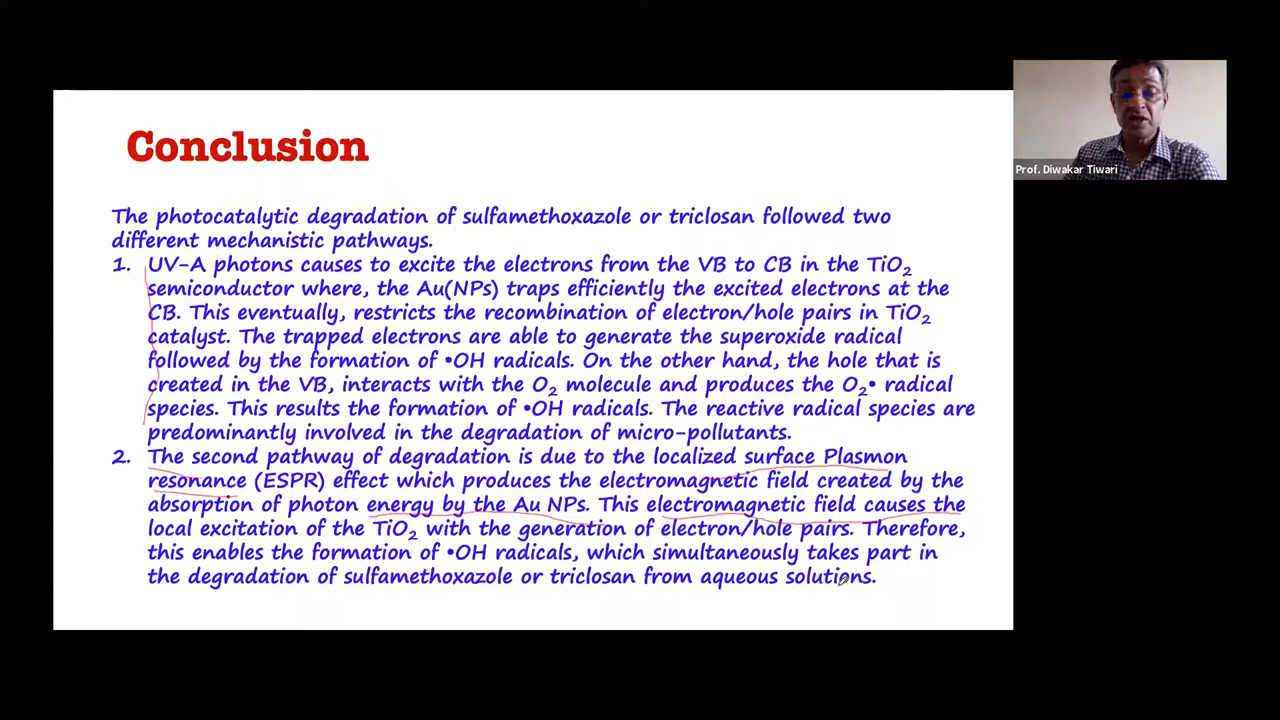 Conclusion
Prof. Diwakar Tiwari
The photocatalytic degradation of sulfamethoxazole or triclosan followed two
different mechanistic pathways.
1. UV-A photons causes to excite the electrons from the VB to CB in the TiO₂
semiconductor where, the Au(NPs) traps efficiently the excited electrons at the
CB. This eventually, restricts the recombination of electron/hole pairs in TiO₂
catalyst. The trapped electrons are able to generate the superoxide radical
followed by the formation of •OH radicals. On the other hand, the hole that is
created in the VB, interacts with the O₂ molecule and produces the O₂• radical
species. This results the formation of •OH radicals. The reactive radical species are
predominantly involved in the degradation of micro-pollutants.
2. The second pathway of degradation is due to the localized surface Plasmon
resonance (ESPR) effect which produces the electromagnetic field created by the
absorption of photon energy by the Au NPs. This electromagnetic field causes the
local excitation of the TiO₂ with the generation of electron/hole pairs. Therefore,
this enables the formation of •OH radicals, which simultaneously takes part in
the degradation of sulfamethoxazole or triclosan from aqueous solutions.